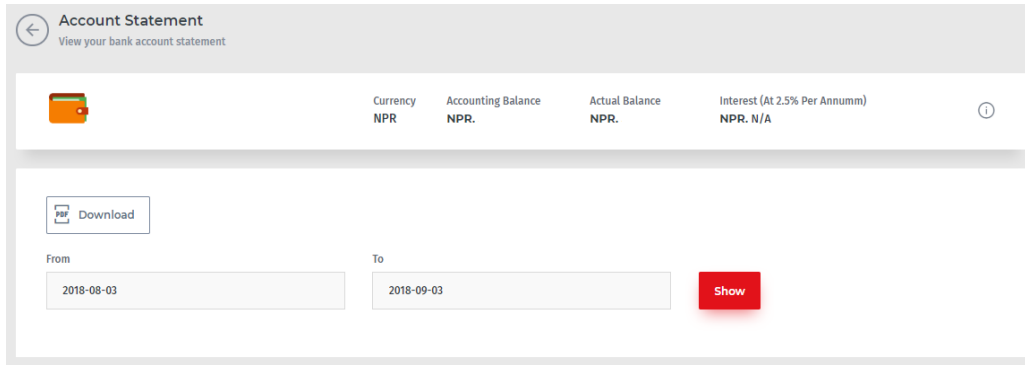 Account Statement
View your bank account statement
Currency Accounting Balance Actual Balance Interest (At 2.5% Per Annumm)
NPR NPR. NPR. NPR. N/A
PDF Download
From To
2018-08-03 2018-09-03 Show